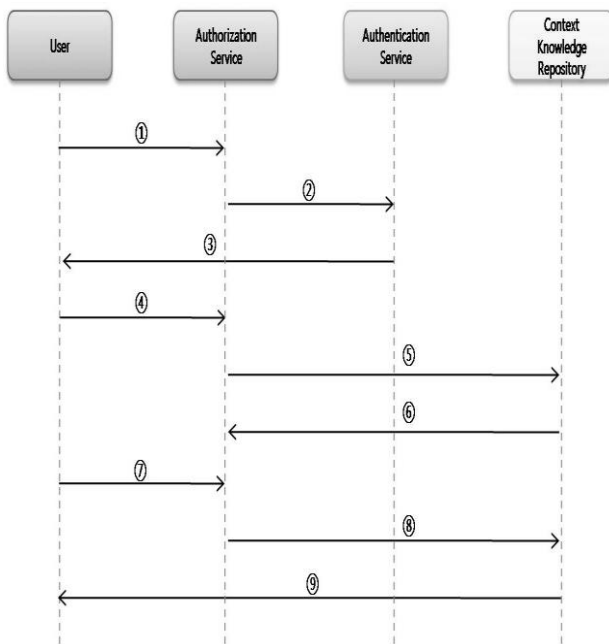 User
Authorization
Service
Authentication
Service
Context
Knowledge
Repository
①
②
③
④
⑤
⑥
⑦
⑧
⑨